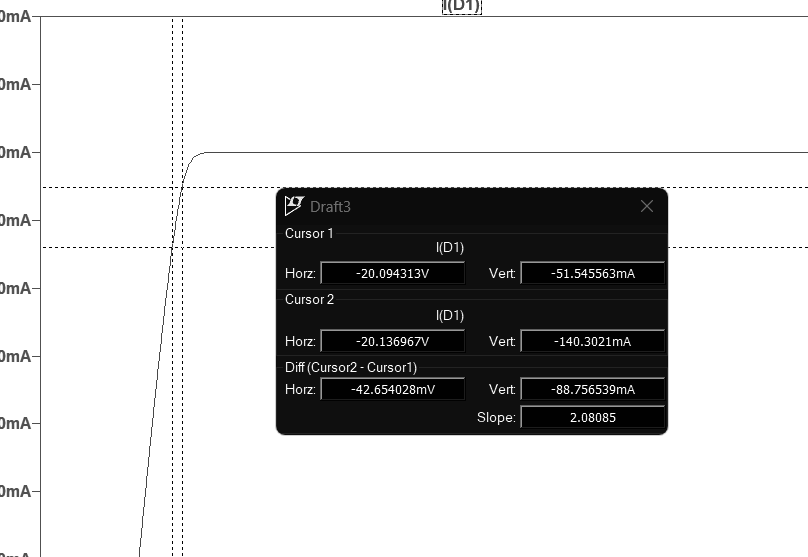 I(D1)
0mA
0mA
0mA
0mA
0mA
0mA
0mA
0mA
Draft3
Cursor 1
I(D1)
Horz: -20.094313V Vert: -51.545563mA
Cursor 2
I(D1)
Horz: -20.136967V Vert: -140.3021mA
Diff (Cursor2 - Cursor1)
Horz: -42.654028mV Vert: -88.756539mA
Slope: 2.08085